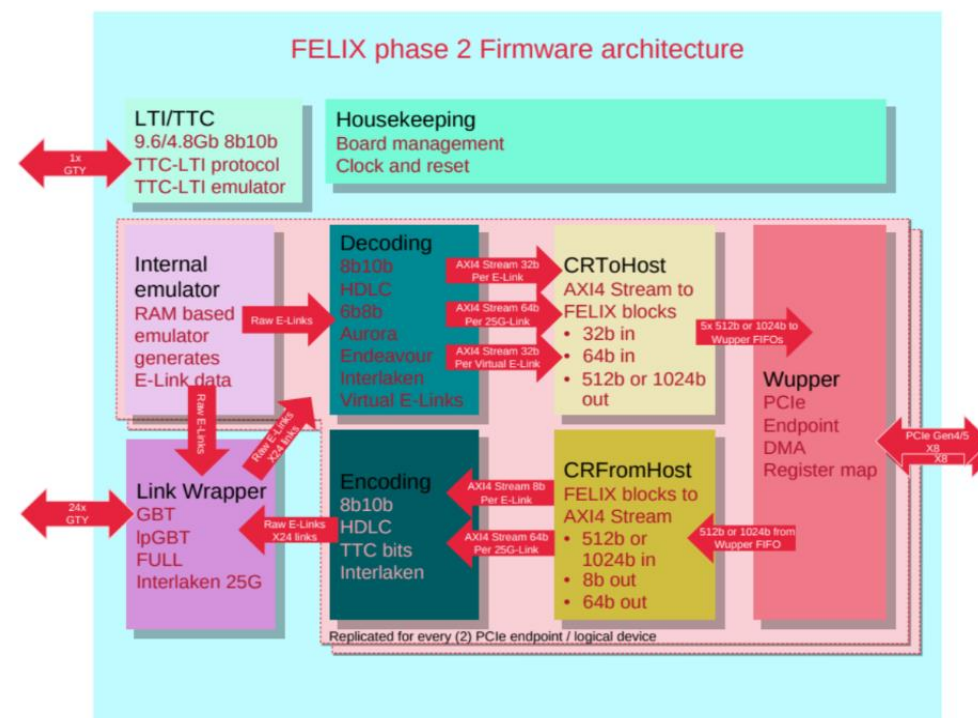 FELIX phase 2 Firmware architecture
LTI/TTC
9.6/4.8Gb 8b10b
TTC-LTI protocol
TTC-LTI emulator
Housekeeping
Board management
Clock and reset
1x
GTY
Internal
emulator
RAM based
emulator
generates
E-Link data
Raw E-Links
Decoding
8b10b
HDLC
6b8b
Aurora
Endeavour
Interlaken
Virtual E-Links
AXI4 Stream 32b
Per E-Link
AXI4 Stream 64b
Per 25G-Link
AXI4 Stream 32b
Per Virtual E-Link
CRToHost
AXI4 Stream to
FELIX blocks
• 32b in
• 64b in
• 512b or 1024b
out
5x 512b or 1024b to
Wupper FIFOs
Wupper
PCIe
Endpoint
DMA
Register map
PCIe Gen4/5
X8
X8
Raw E-Links
Raw E-Links
X24 links
Link Wrapper
GBT
lpGBT
FULL
Interlaken 25G
24x
GTY
Raw E-Links
X24 links
Encoding
8b10b
HDLC
TTC bits
Interlaken
AXI4 Stream 8b
Per E-Link
AXI4 Stream 64b
Per 25G-Link
CRFromHost
FELIX blocks to
AXI4 Stream
• 512b or
1024b in
• 8b out
• 64b out
512b or 1024b from
Wupper FIFO
Replicated for every (2) PCIe endpoint / logical device